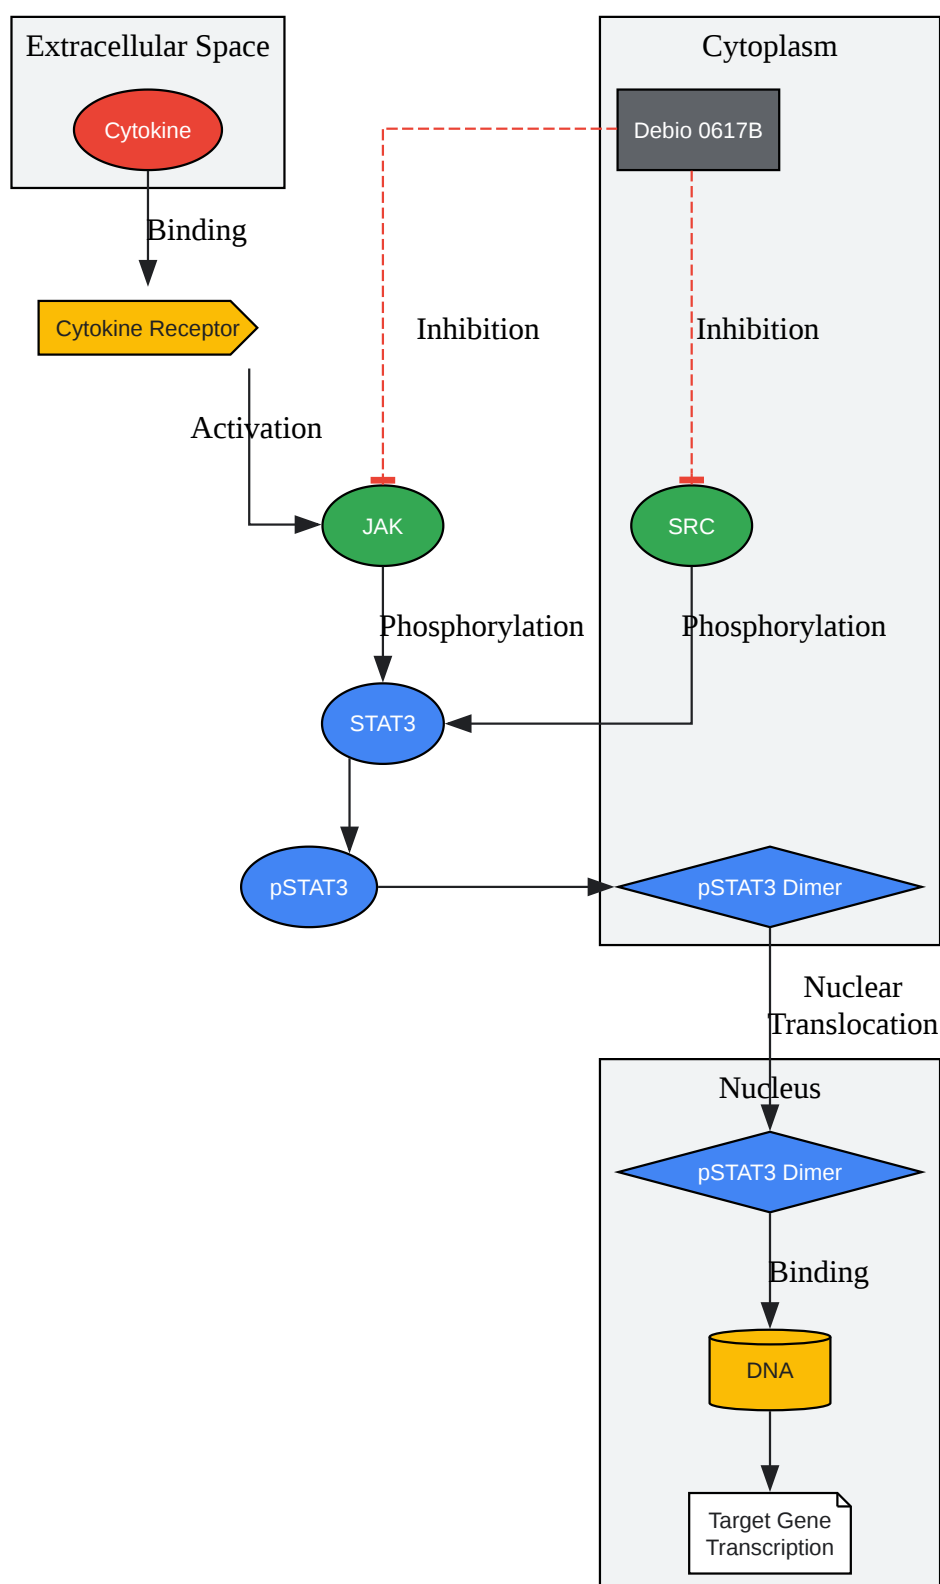 Extracellular Space
Cytoplasm
Cytokine
Debio 0617B
Binding
Cytokine Receptor
Inhibition
Inhibition
Activation
JAK
SRC
Phosphorylation
Phosphorylation
STAT3
pSTAT3
pSTAT3 Dimer
Nuclear
Translocation
Nucleus
pSTAT3 Dimer
Binding
DNA
Target Gene
Transcription